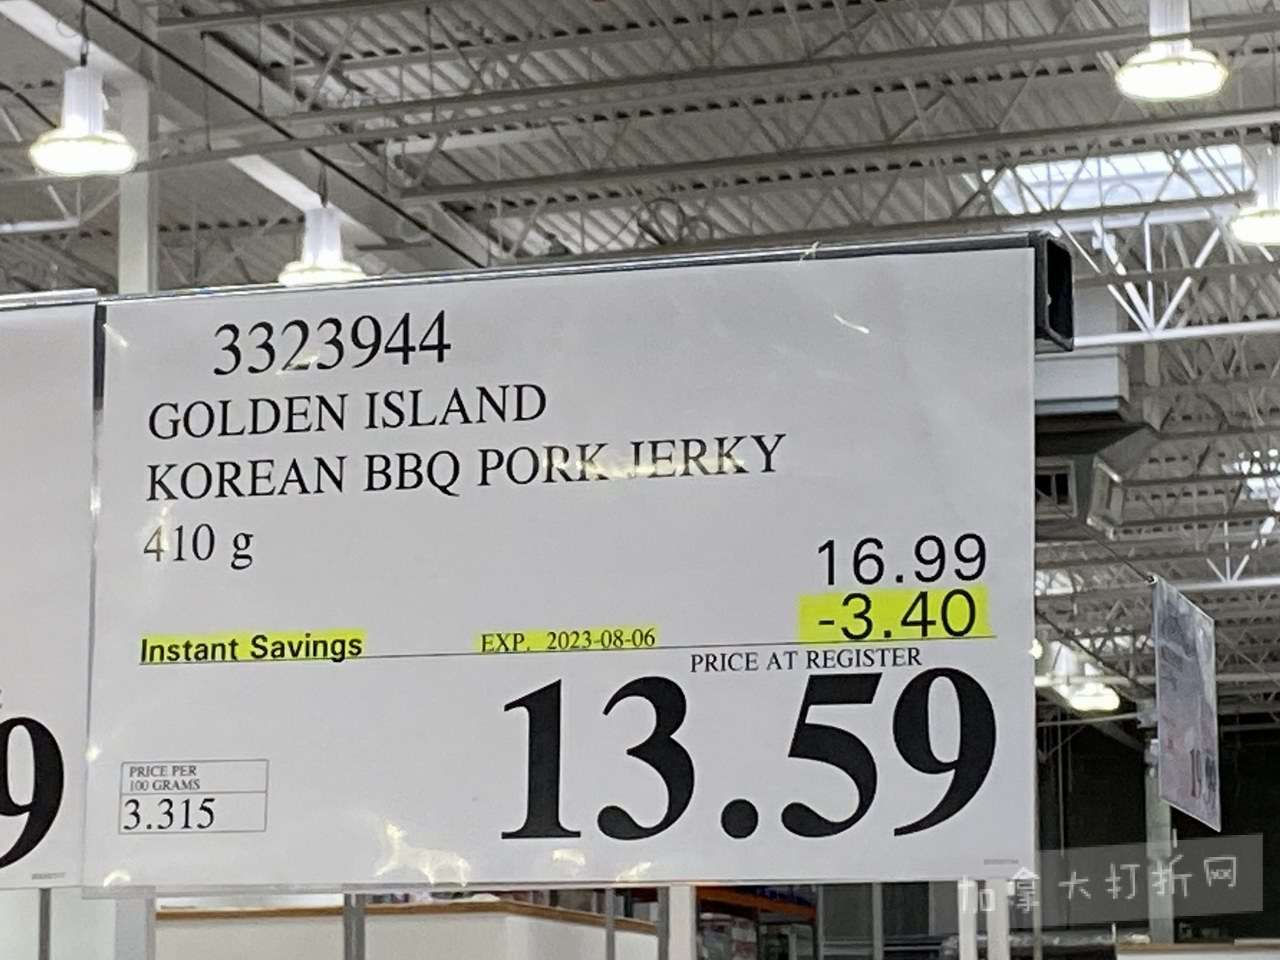 3323944
GOLDEN ISLAND
KOREAN BBQ PORK JERKY
410 g
16.99
-3.40
Instant Savings EXP. 2023-08-06
PRICE AT REGISTER
13.59
PRICE PER
100 GRAMS
3.315
9
加拿大打折网